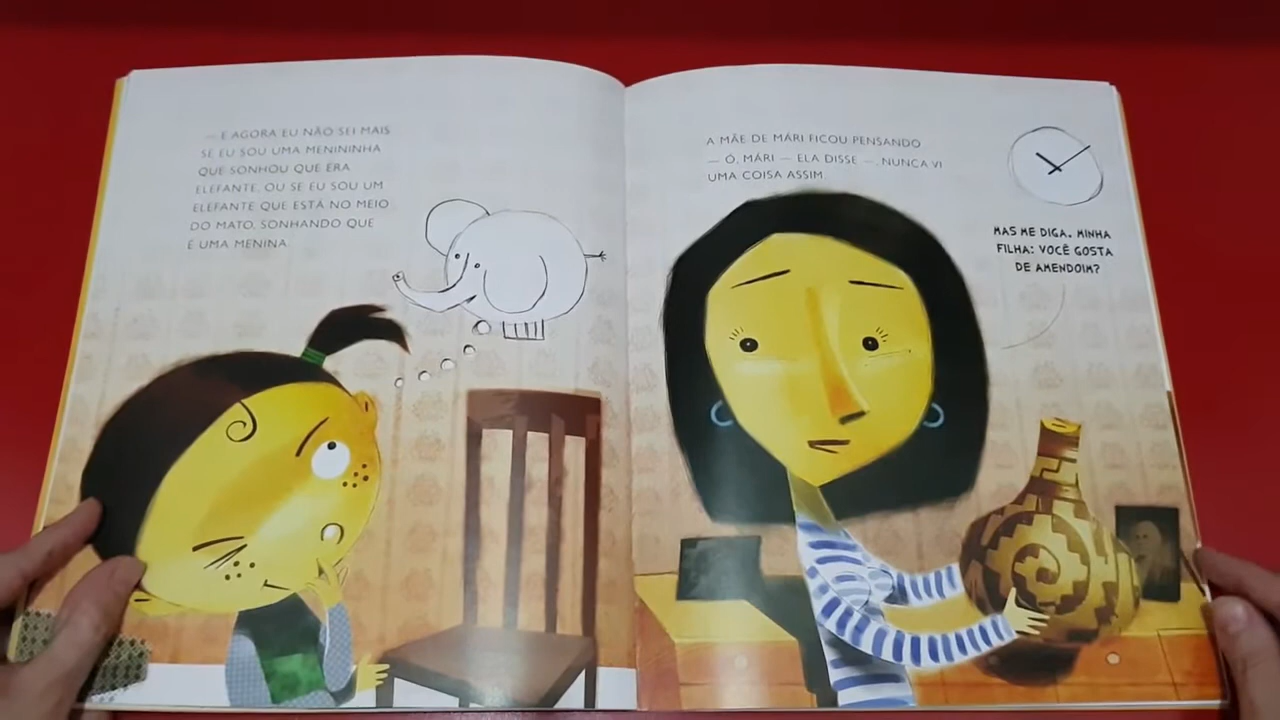 — E AGORA EU NÃO SEI MAIS
SE EU SOU UMA MENININHA
QUE SONHOU QUE ERA
ELEFANTE, OU SE EU SOU UM
ELEFANTE QUE ESTÁ NO MEIO
DO MATO, SONHANDO QUE
É UMA MENINA.
A MÃE DE MÁRI FICOU PENSANDO
— Ó, MÁRI — ELA DISSE —, NUNCA VI
UMA COISA ASSIM.
MAS ME DIGA, MINHA
FILHA: VOCÊ GOSTA
DE AMENDOIM?